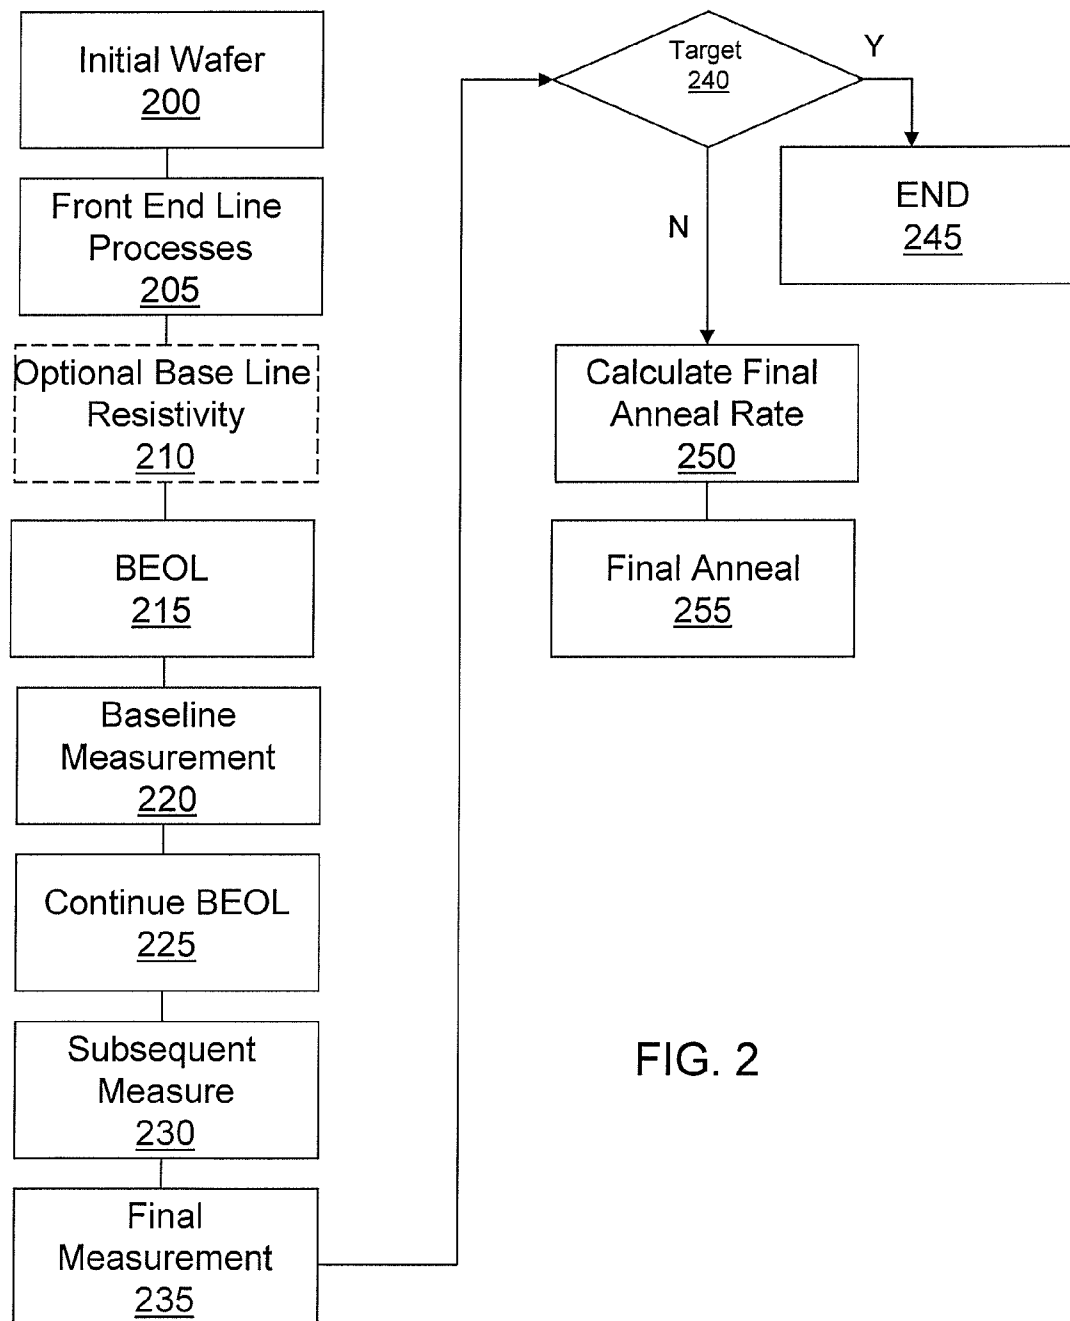 Initial Wafer
200
Front End Line
Processes
205
Optional Base Line
Resistivity
210
BEOL
215
Baseline
Measurement
220
Continue BEOL
225
Subsequent
Measure
230
Final
Measurement
235
Target
240
Y
END
245
N
Calculate Final
Anneal Rate
250
Final Anneal
255
FIG. 2